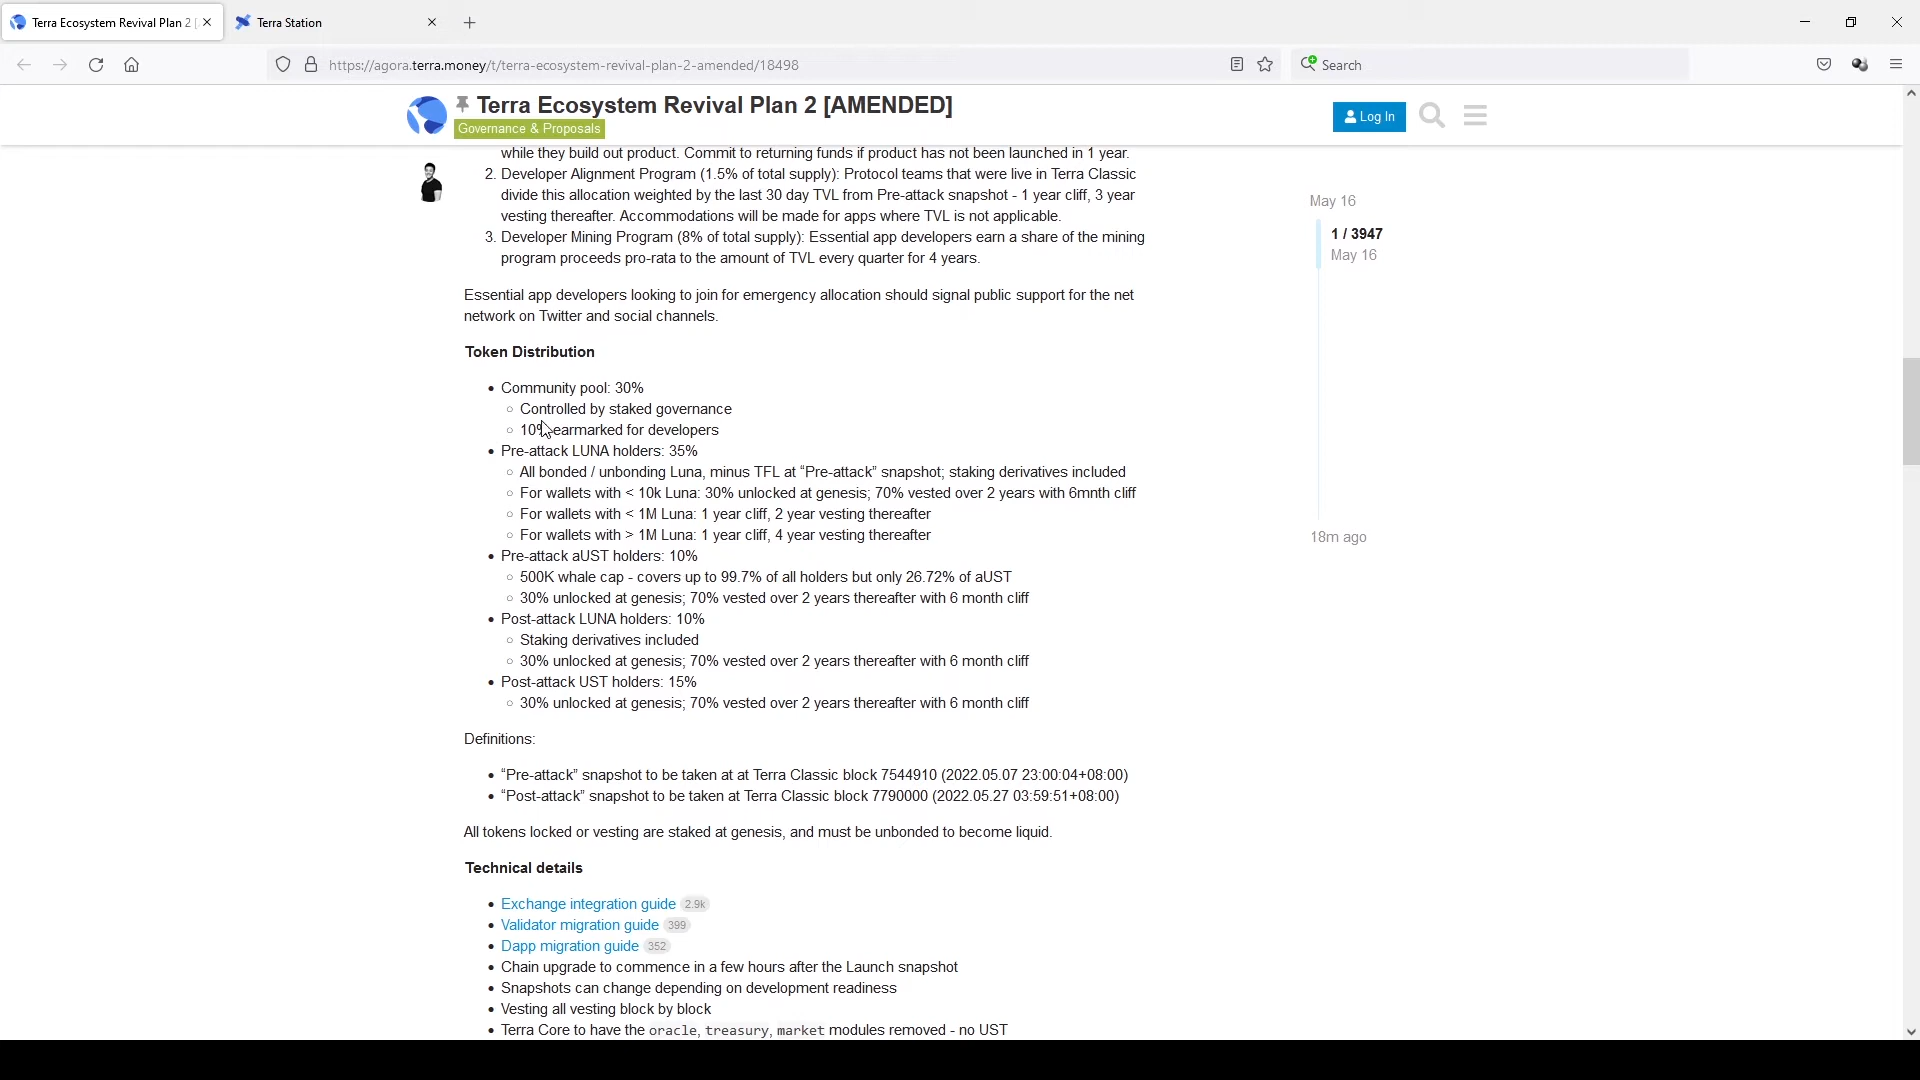 Terra Ecosystem Revival Plan 2
Terra Station
https://agora.terra.money/t/terra-ecosystem-revival-plan-2-amended/18498
Search
Terra Ecosystem Revival Plan 2 [AMENDED]
Governance & Proposals
Log In
while they build out product. Commit to returning funds if product has not been launched in 1 year.
2. Developer Alignment Program (1.5% of total supply): Protocol teams that were live in Terra Classic
divide this allocation weighted by the last 30 day TVL from Pre-attack snapshot - 1 year cliff, 3 year
vesting thereafter. Accommodations will be made for apps where TVL is not applicable.
3. Developer Mining Program (8% of total supply): Essential app developers earn a share of the mining
program proceeds pro-rata to the amount of TVL every quarter for 4 years.
May 16
1 / 3947
May 16
18m ago
Essential app developers looking to join for emergency allocation should signal public support for the net
network on Twitter and social channels.
Token Distribution
• Community pool: 30%
○ Controlled by staked governance
○ 10% earmarked for developers
• Pre-attack LUNA holders: 35%
○ All bonded / unbonding Luna, minus TFL at “Pre-attack” snapshot; staking derivatives included
○ For wallets with < 10k Luna: 30% unlocked at genesis; 70% vested over 2 years with 6mnth cliff
○ For wallets with < 1M Luna: 1 year cliff, 2 year vesting thereafter
○ For wallets with > 1M Luna: 1 year cliff, 4 year vesting thereafter
• Pre-attack aUST holders: 10%
○ 500K whale cap - covers up to 99.7% of all holders but only 26.72% of aUST
○ 30% unlocked at genesis; 70% vested over 2 years thereafter with 6 month cliff
• Post-attack LUNA holders: 10%
○ Staking derivatives included
○ 30% unlocked at genesis; 70% vested over 2 years thereafter with 6 month cliff
• Post-attack UST holders: 15%
○ 30% unlocked at genesis; 70% vested over 2 years thereafter with 6 month cliff
Definitions:
• “Pre-attack” snapshot to be taken at at Terra Classic block 7544910 (2022.05.07 23:00:04+08:00)
• “Post-attack” snapshot to be taken at Terra Classic block 7790000 (2022.05.27 03:59:51+08:00)
All tokens locked or vesting are staked at genesis, and must be unbonded to become liquid.
Technical details
• Exchange integration guide 2.9k
• Validator migration guide 399
• Dapp migration guide 352
• Chain upgrade to commence in a few hours after the Launch snapshot
• Snapshots can change depending on development readiness
• Vesting all vesting block by block
• Terra Core to have the oracle, treasury, market modules removed - no UST